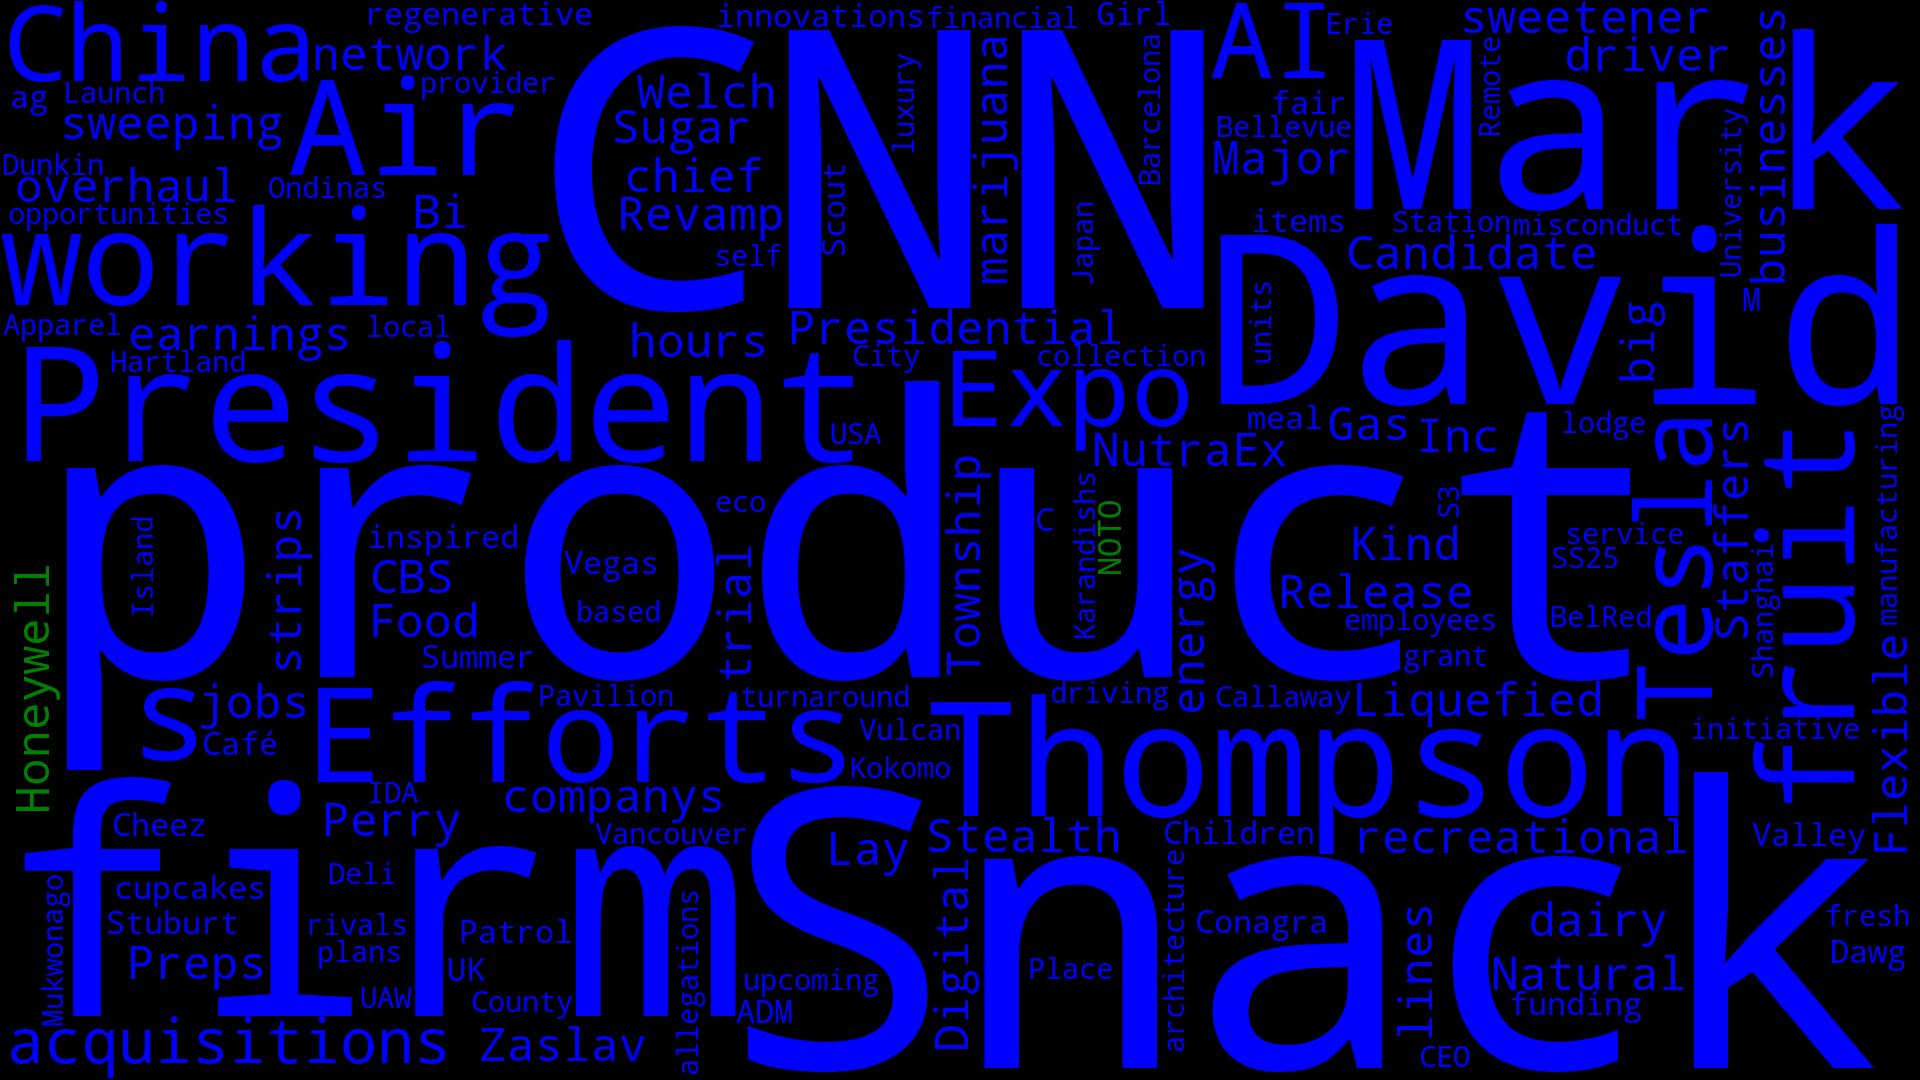 China
regenerative
network
provider
ag
Launch
sweeping
Air
Dunkin
overhaul
Ondinas
opportunities
Bi
working
Apparel
earnings
local
Hartland
CNN
innovations
financial
Girl
Welch
Sugar
chief
Revamp
self
Scout
luxury
marijuana
Japan
Barcelona
AI
Erie
sweetener
driver
fair
Bellevue
Major
Remote
Mark
University
businesses
items
Station
misconduct
Candidate
M
David
units
big
hours
Presidential
City
collection
President
USA
Expo
NutraEx
meal
Gas
Inc
lodge
Tesla
Staffers
fruit
manufacturing
product
Island
strips
inspired
CBS
Food
Summer
Vegas
based
eco
trial
Township
C
Karandishs
NOTO
energy
Kind
S3
Release
employees
grant
service
SS25
BelRed
Shanghai
Honeywell
s
jobs
Café
Efforts
Pavilion
turnaround
Vulcan
Kokomo
driving
Callaway
Liquefied
Thompson
initiative
Flexible
IDA
companys
Perry
Vancouver
Cheez
firm
Deli
cupcakes
Stuburt
rivals
plans
Preps
Patrol
UK
UAW
County
Mukwonago
allegations
acquisitions
Zaslav
Snack
Lay
Stealth
Children
recreational
Valley
upcoming
ADM
Digital
Place
architecture
Conagra
lines
dairy
Natural
funding
CEO
fresh
Dawg